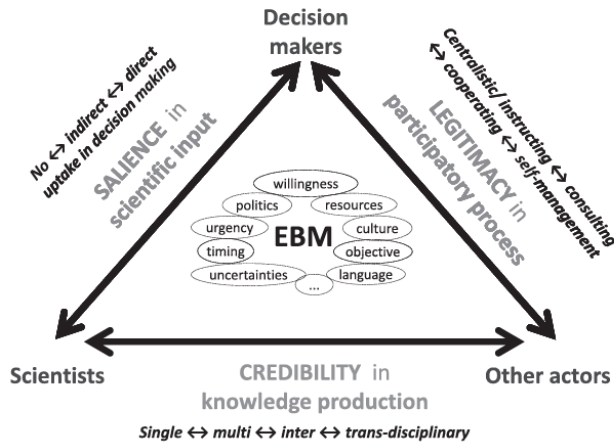 Decision
makers
No ↔ indirect ↔ direct
uptake in decision making
SALIENCE in
scientific input
Centralistic/ instructing ↔ consulting
↔ cooperating ↔ self-management
LEGITIMACY in
participatory process
willingness
politics
resources
urgency
EBM
culture
timing
objective
uncertainties
...
language
Scientists
CREDIBILITY in
knowledge production
Other actors
Single ↔ multi ↔ inter ↔ trans-disciplinary